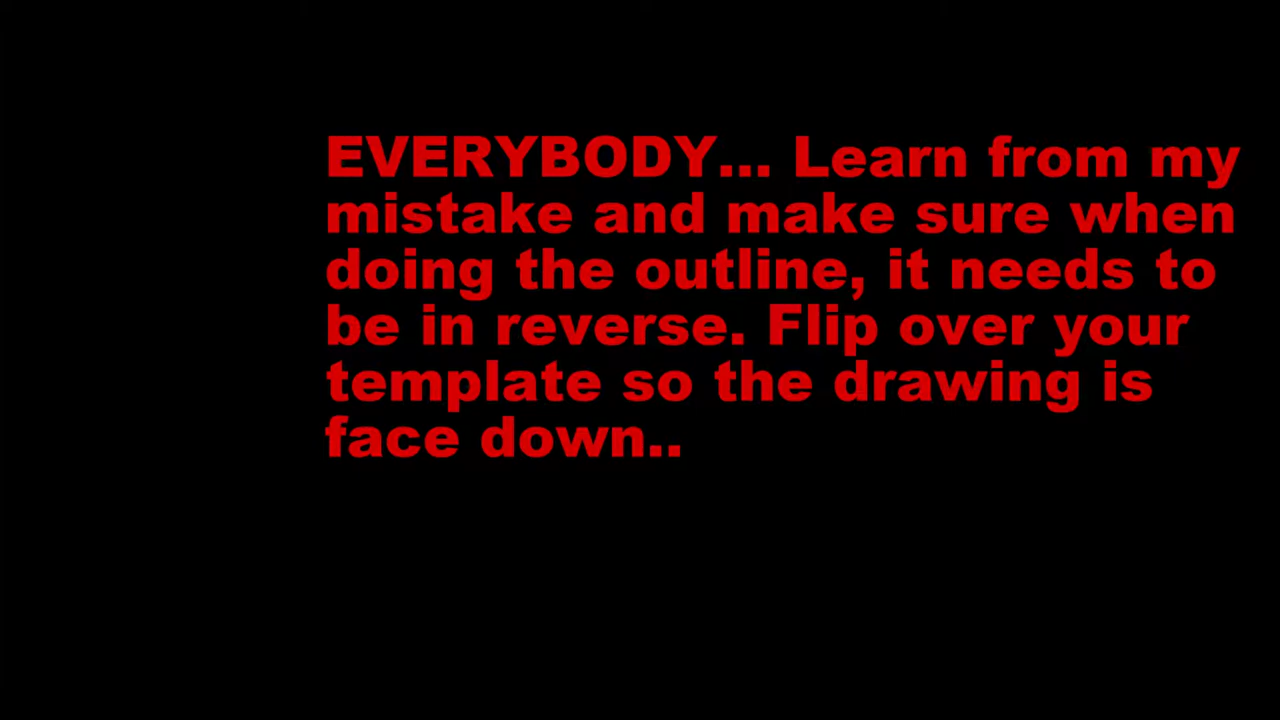 EVERYBODY... Learn from my
mistake and make sure when
doing the outline, it needs to
be in reverse. Flip over your
template so the drawing is
face down..